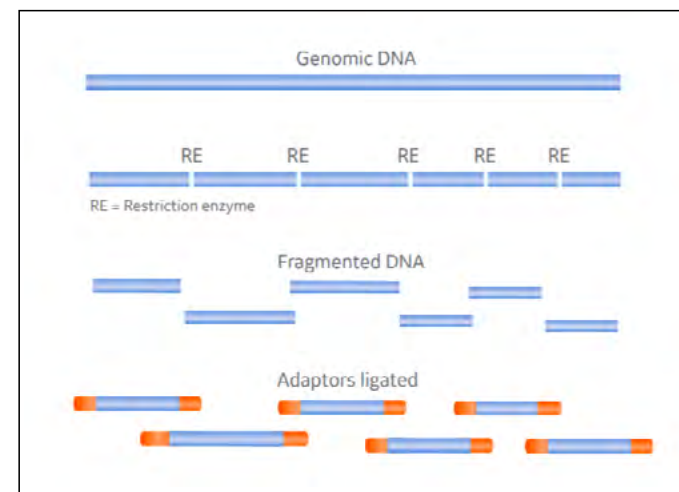 Genomic DNA
RE RE RE RE RE
RE = Restriction enzyme
Fragmented DNA
Adaptors ligated